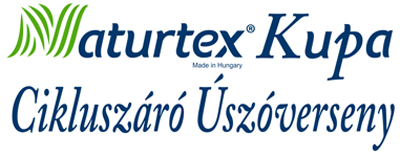 Naturtex® Kupa
Made in Hungary
Cikluszáró Úszóverseny